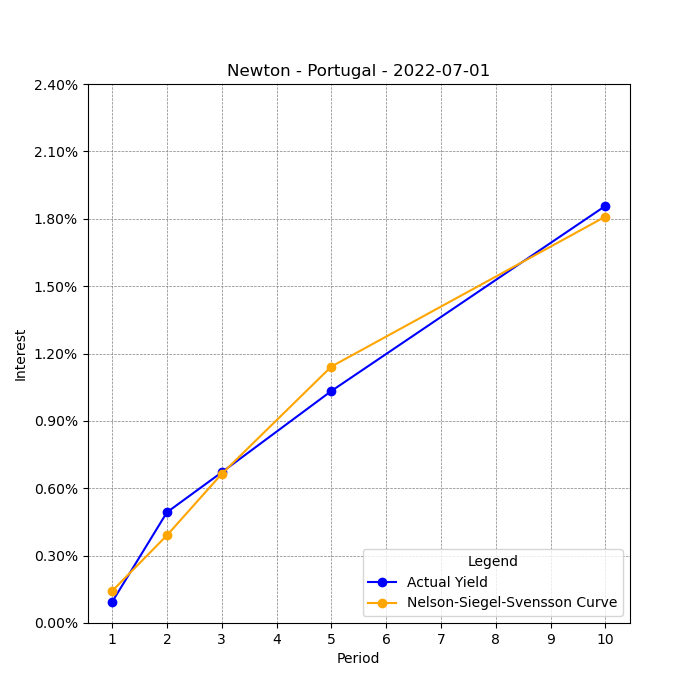 Newton - Portugal - 2022-07-01
2.40%
2.10%
1.80%
1.50%
1.20%
0.90%
0.60%
0.30%
0.00%
Interest
1 2 3 4 5 6 7 8 9 10
Period
Legend
Actual Yield
Nelson-Siegel-Svensson Curve